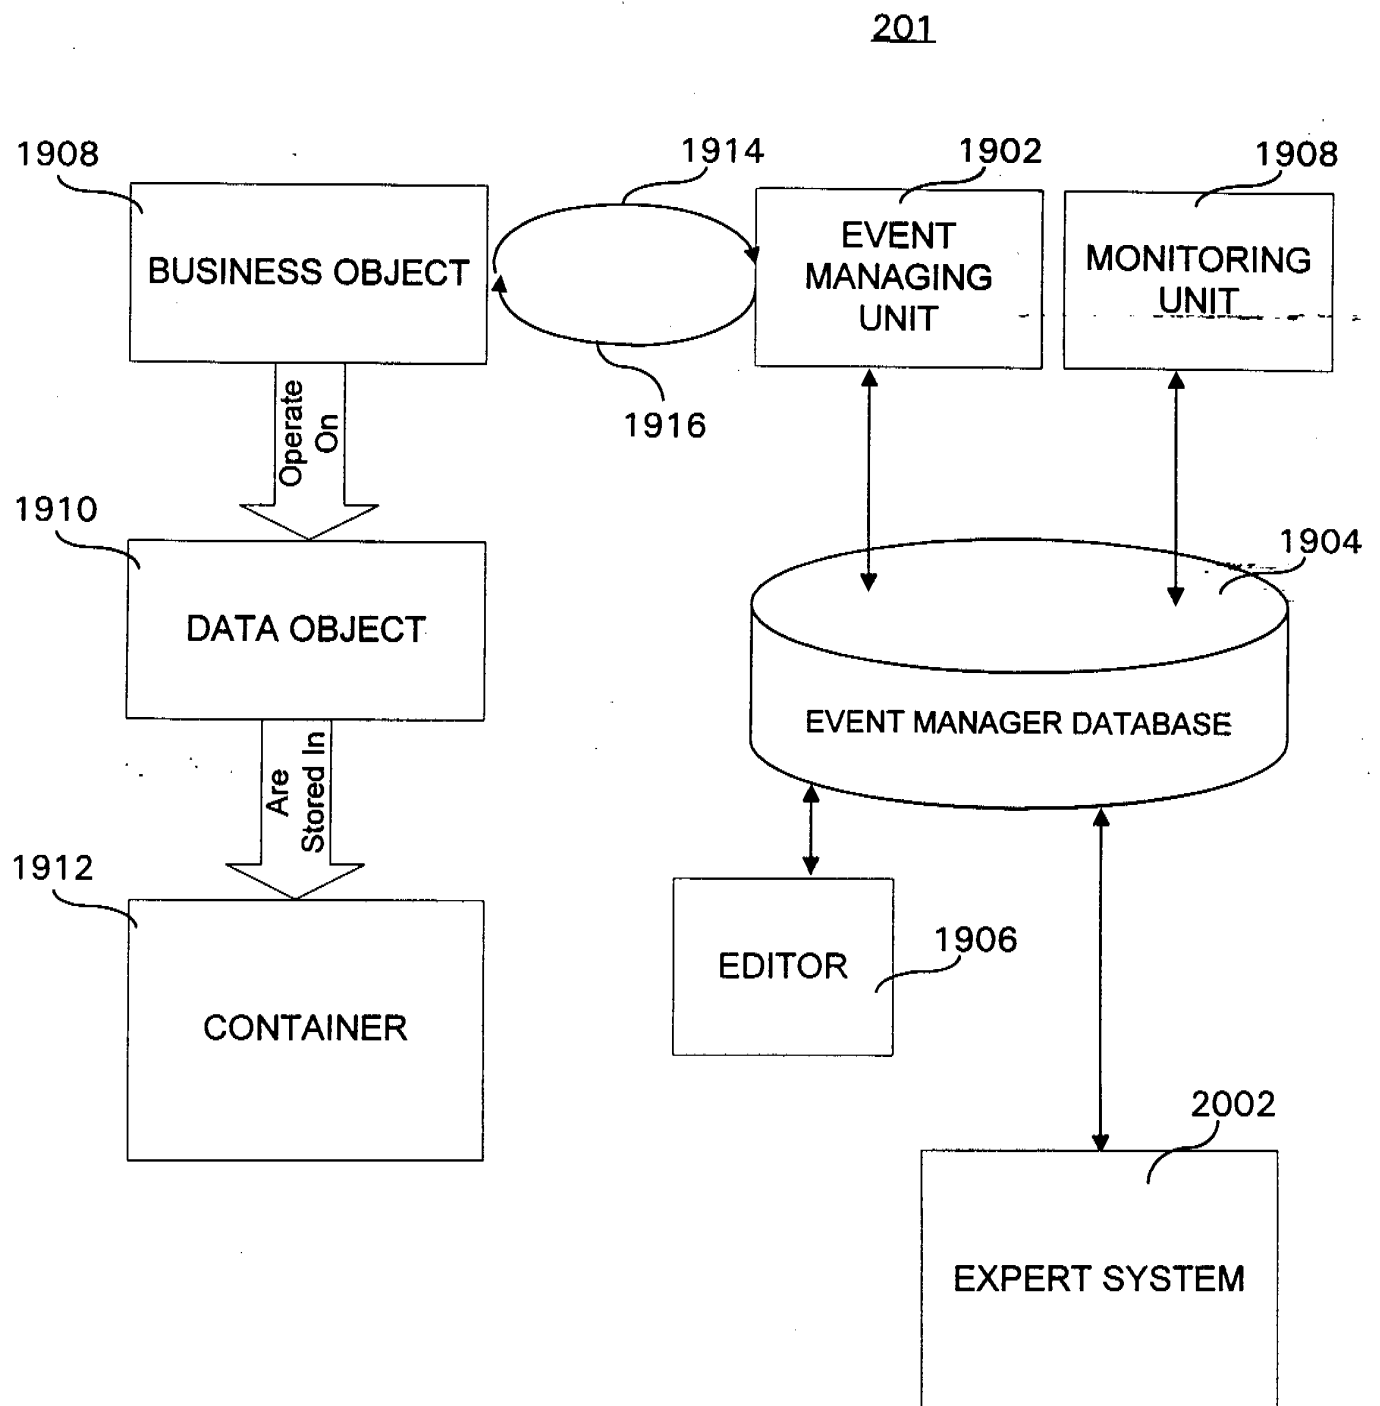 201
1908
1914
1902
1908
BUSINESS OBJECT
EVENT
MANAGING
UNIT
MONITORING
UNIT
1916
Operate
On
1910
1904
DATA OBJECT
EVENT MANAGER DATABASE
Are
Stored In
1912
1906
EDITOR
CONTAINER
2002
EXPERT SYSTEM